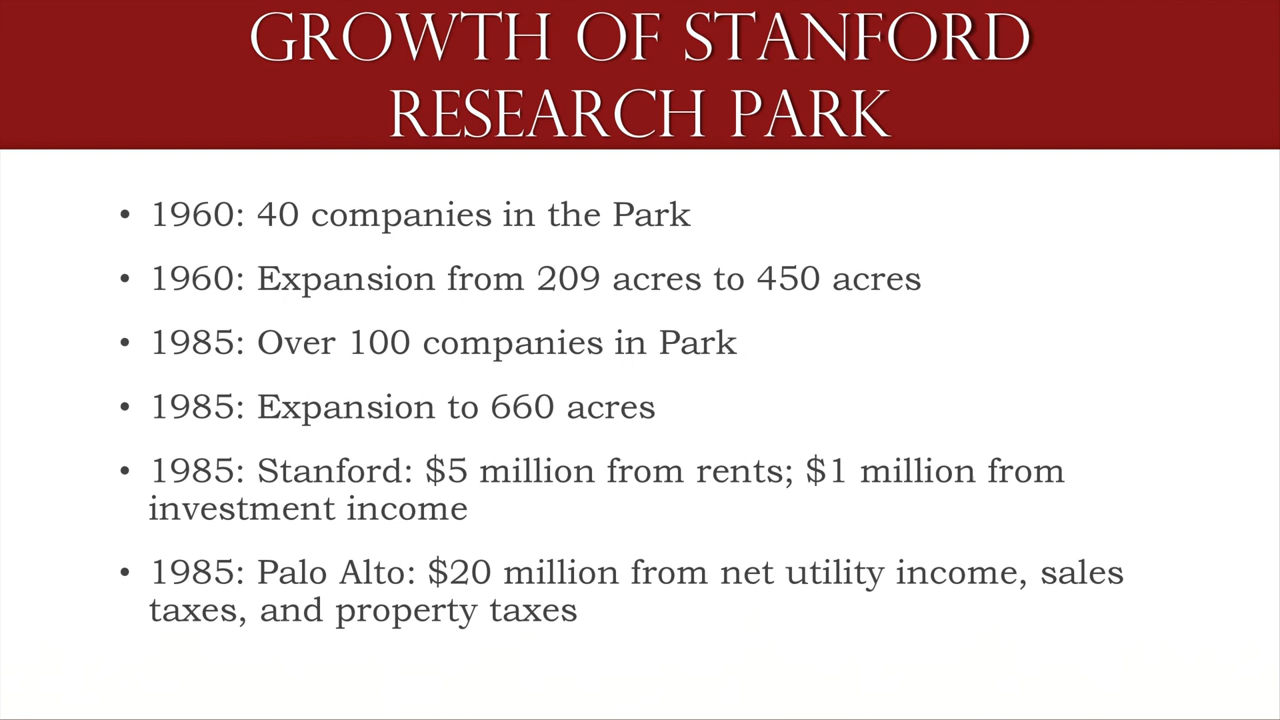 GROWTH OF STANFORD
RESEARCH PARK
• 1960: 40 companies in the Park
• 1960: Expansion from 209 acres to 450 acres
• 1985: Over 100 companies in Park
• 1985: Expansion to 660 acres
• 1985: Stanford: $5 million from rents; $1 million from
investment income
• 1985: Palo Alto: $20 million from net utility income, sales
taxes, and property taxes